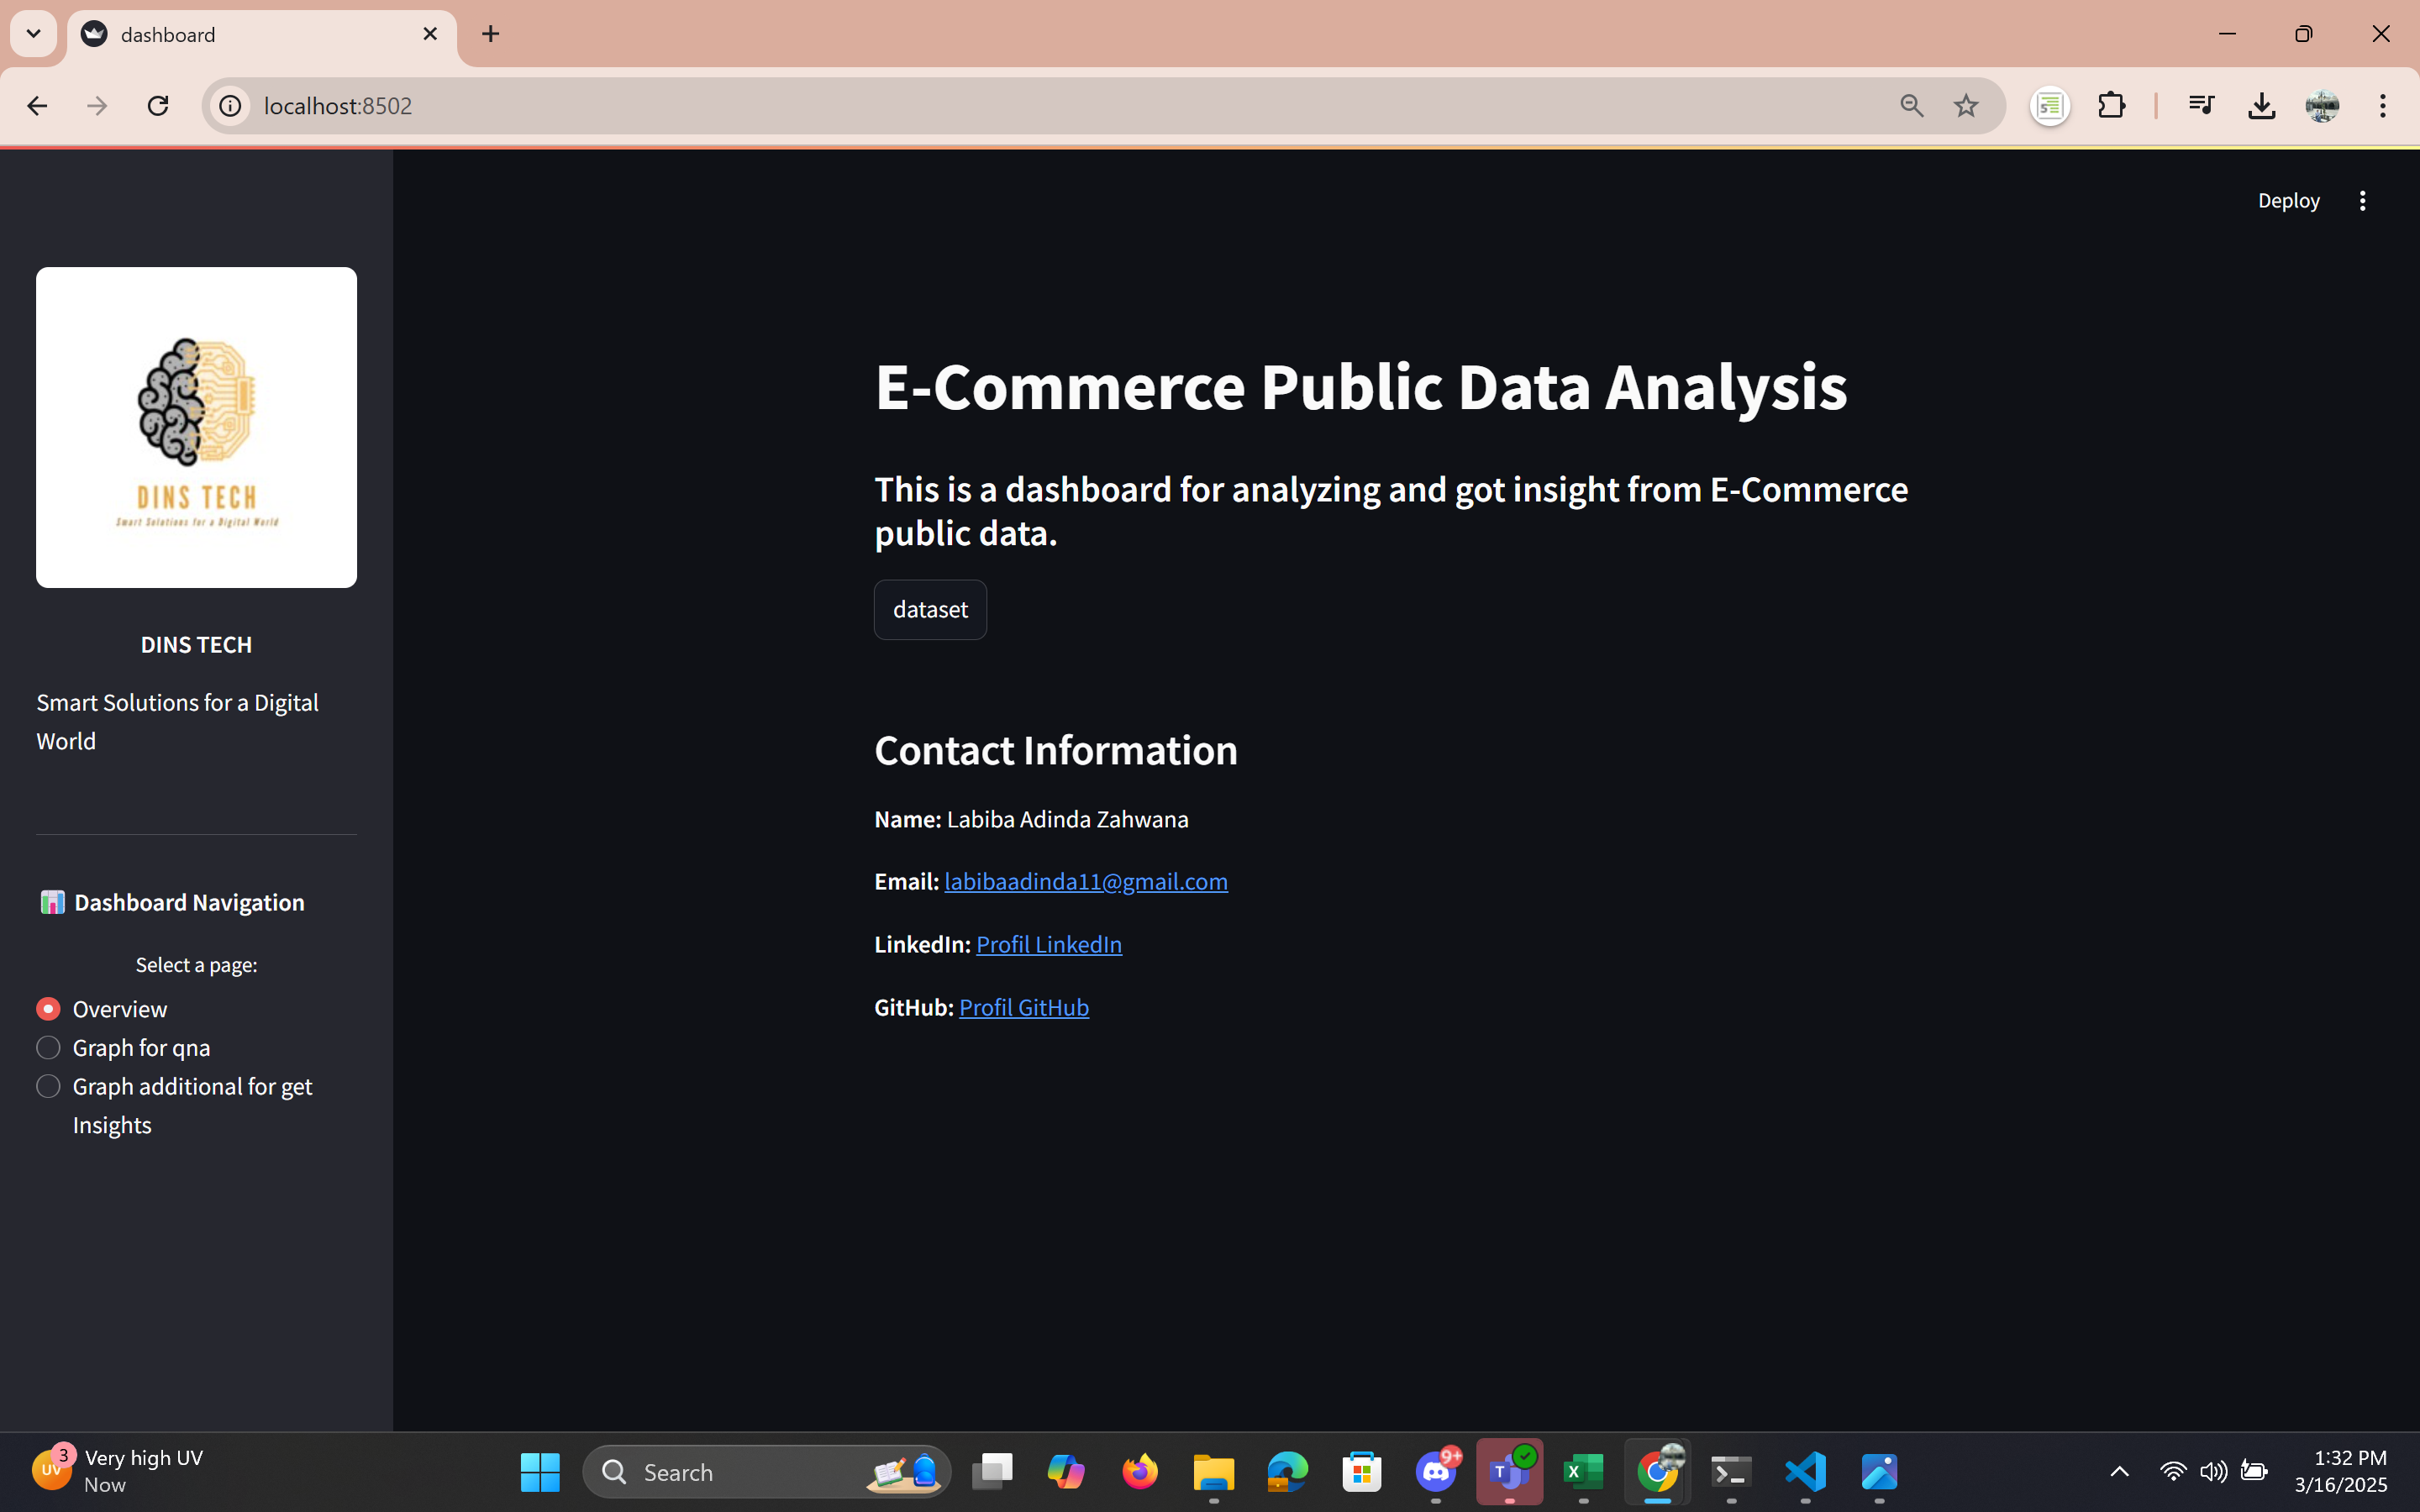 dashboard
localhost:8502
Deploy
DINS TECH
Smart Solutions for a Digital World
DINS TECH
Smart Solutions for a Digital
World
Dashboard Navigation
Select a page:
Overview
Graph for qna
Graph additional for get
Insights
E-Commerce Public Data Analysis
This is a dashboard for analyzing and got insight from E-Commerce
public data.
dataset
Contact Information
Name: Labiba Adinda Zahwana
Email: labibaadinda11@gmail.com
LinkedIn: Profil LinkedIn
GitHub: Profil GitHub
UV
3
Very high UV
Now
Search
9+
1:32 PM
3/16/2025